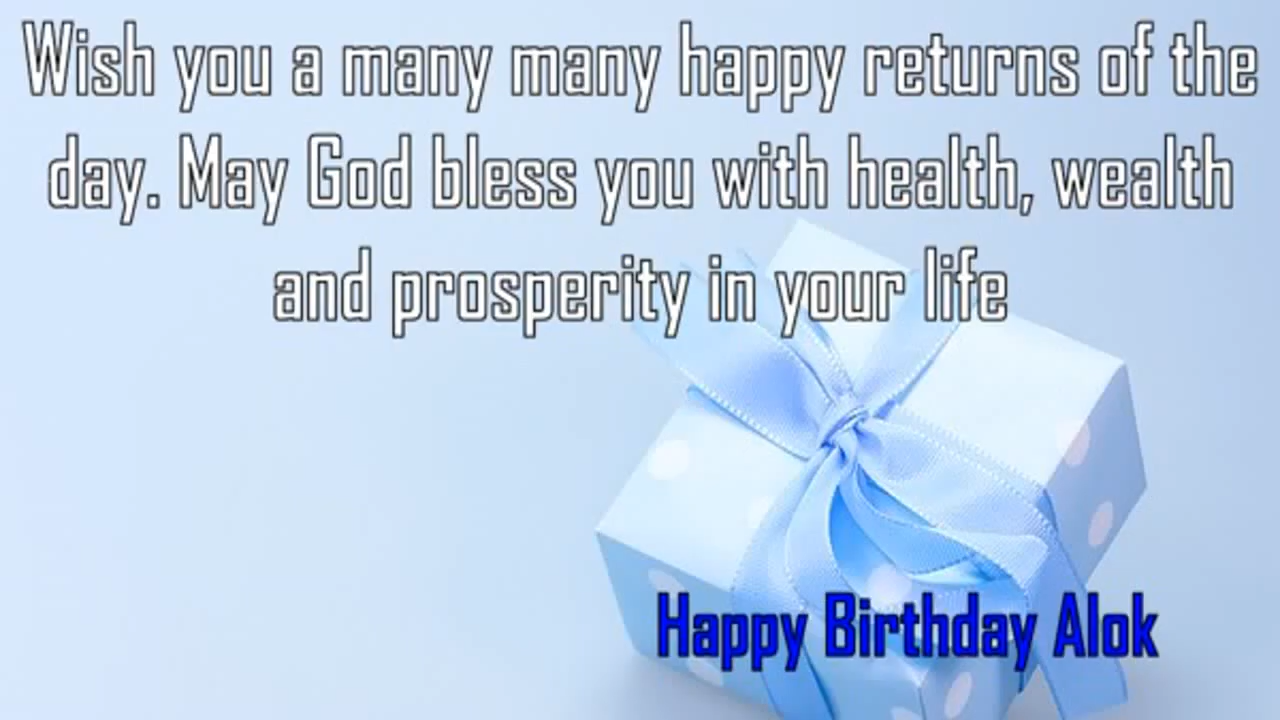 Wish you a many many happy returns of the
day. May God bless you with health, wealth
and prosperity in your life
Happy Birthday Alok